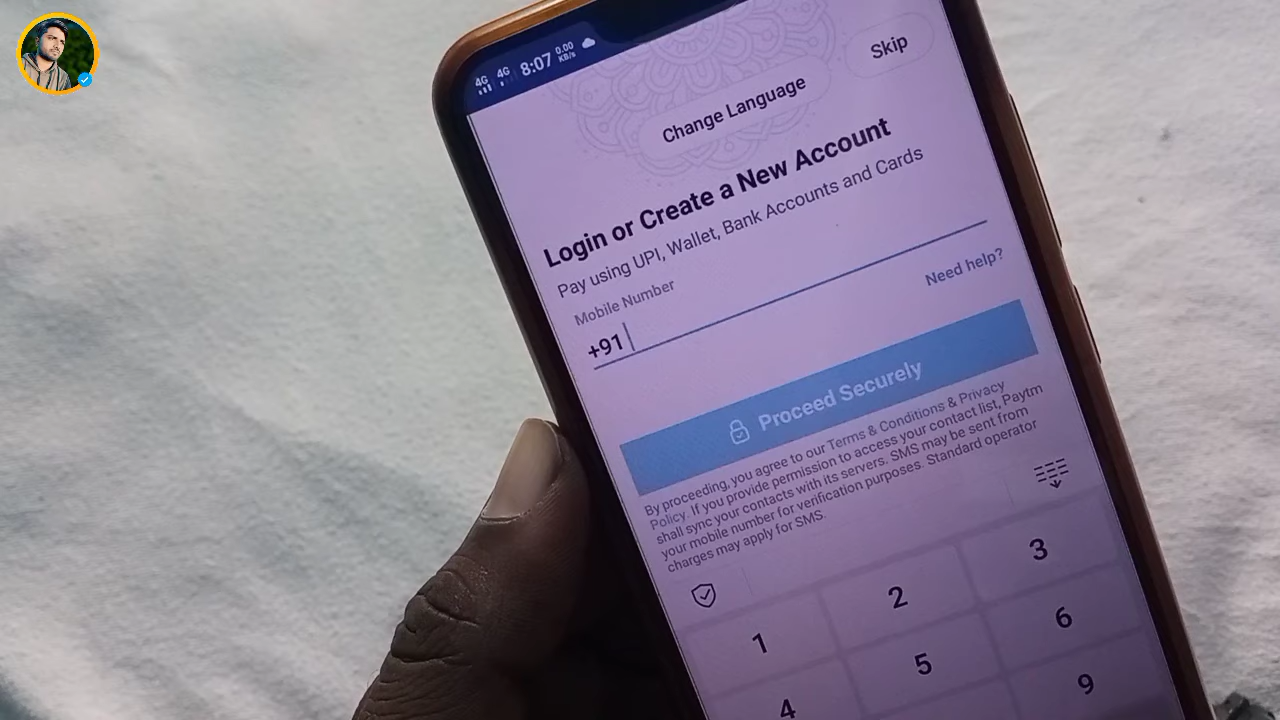 4G 4G 8:07 0.00 KB/s
Skip
Change Language
Login or Create a New Account
Pay using UPI, Wallet, Bank Accounts and Cards
Mobile Number
+91
Need help?
Proceed Securely
By proceeding, you agree to our Terms & Conditions & Privacy
Policy. If you provide permission to access your contact list, Paytm
shall sync your contacts with its servers. SMS may be sent from
your mobile number for verification purposes. Standard operator
charges may apply for SMS.
1 2 3
4 5 6
9